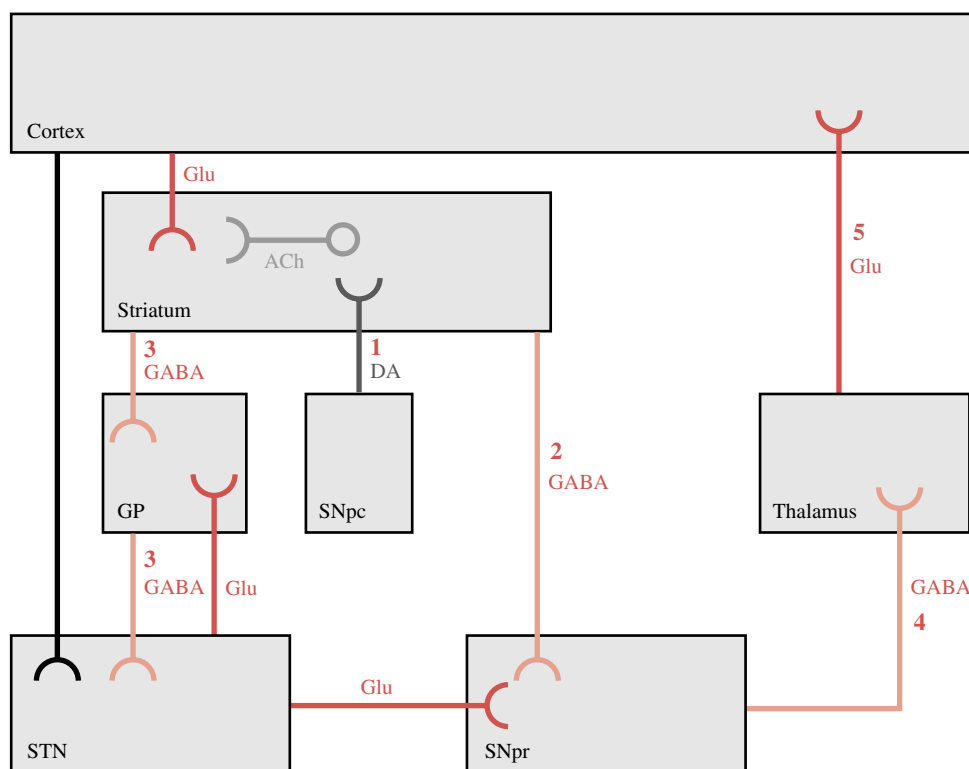 Cortex
Glu
5
Glu
ACh
Striatum
3
GABA
1
DA
2
GABA
GP
SNpc
Thalamus
3
GABA
Glu
GABA
4
Glu
STN
SNpr